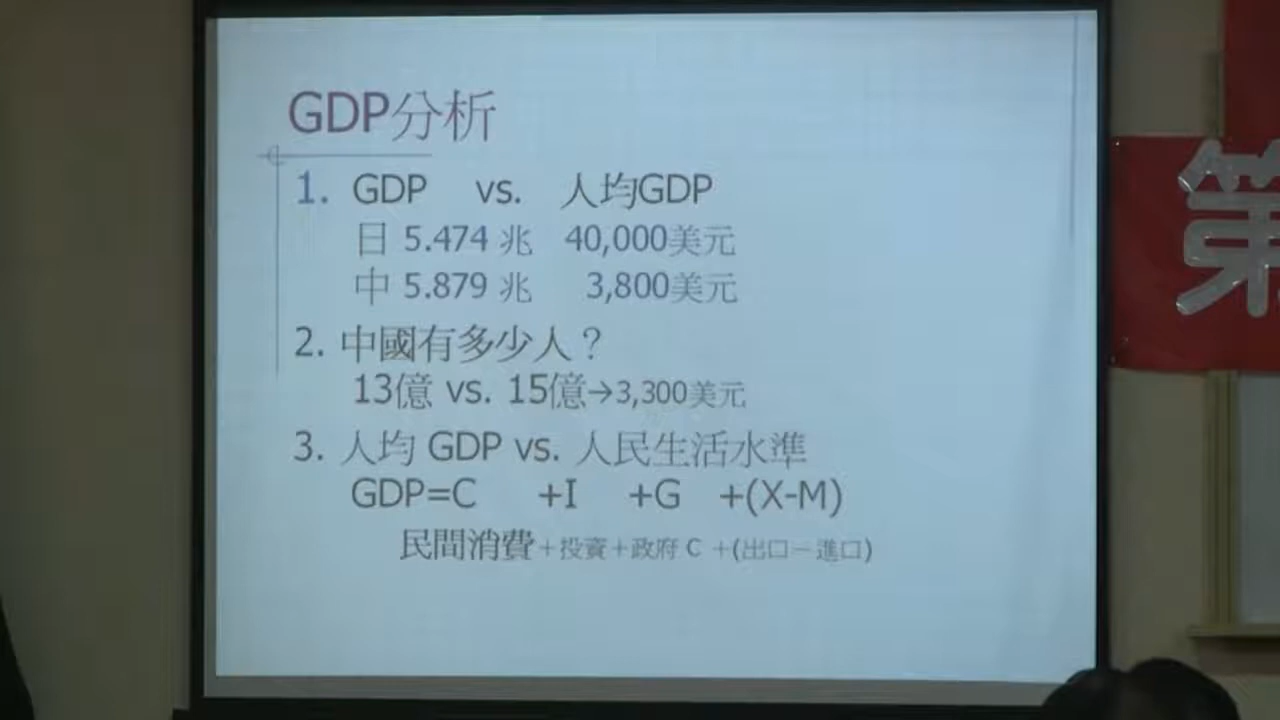 GDP分析
1. GDP vs. 人均GDP
日 5.474 兆 40,000美元
中 5.879 兆 3,800美元
2. 中國有多少人？
13億 vs. 15億→3,300美元
3. 人均 GDP vs. 人民生活水準
GDP=C +I +G +(X-M)
民間消費＋投資＋政府 C ＋(出口－進口)
第